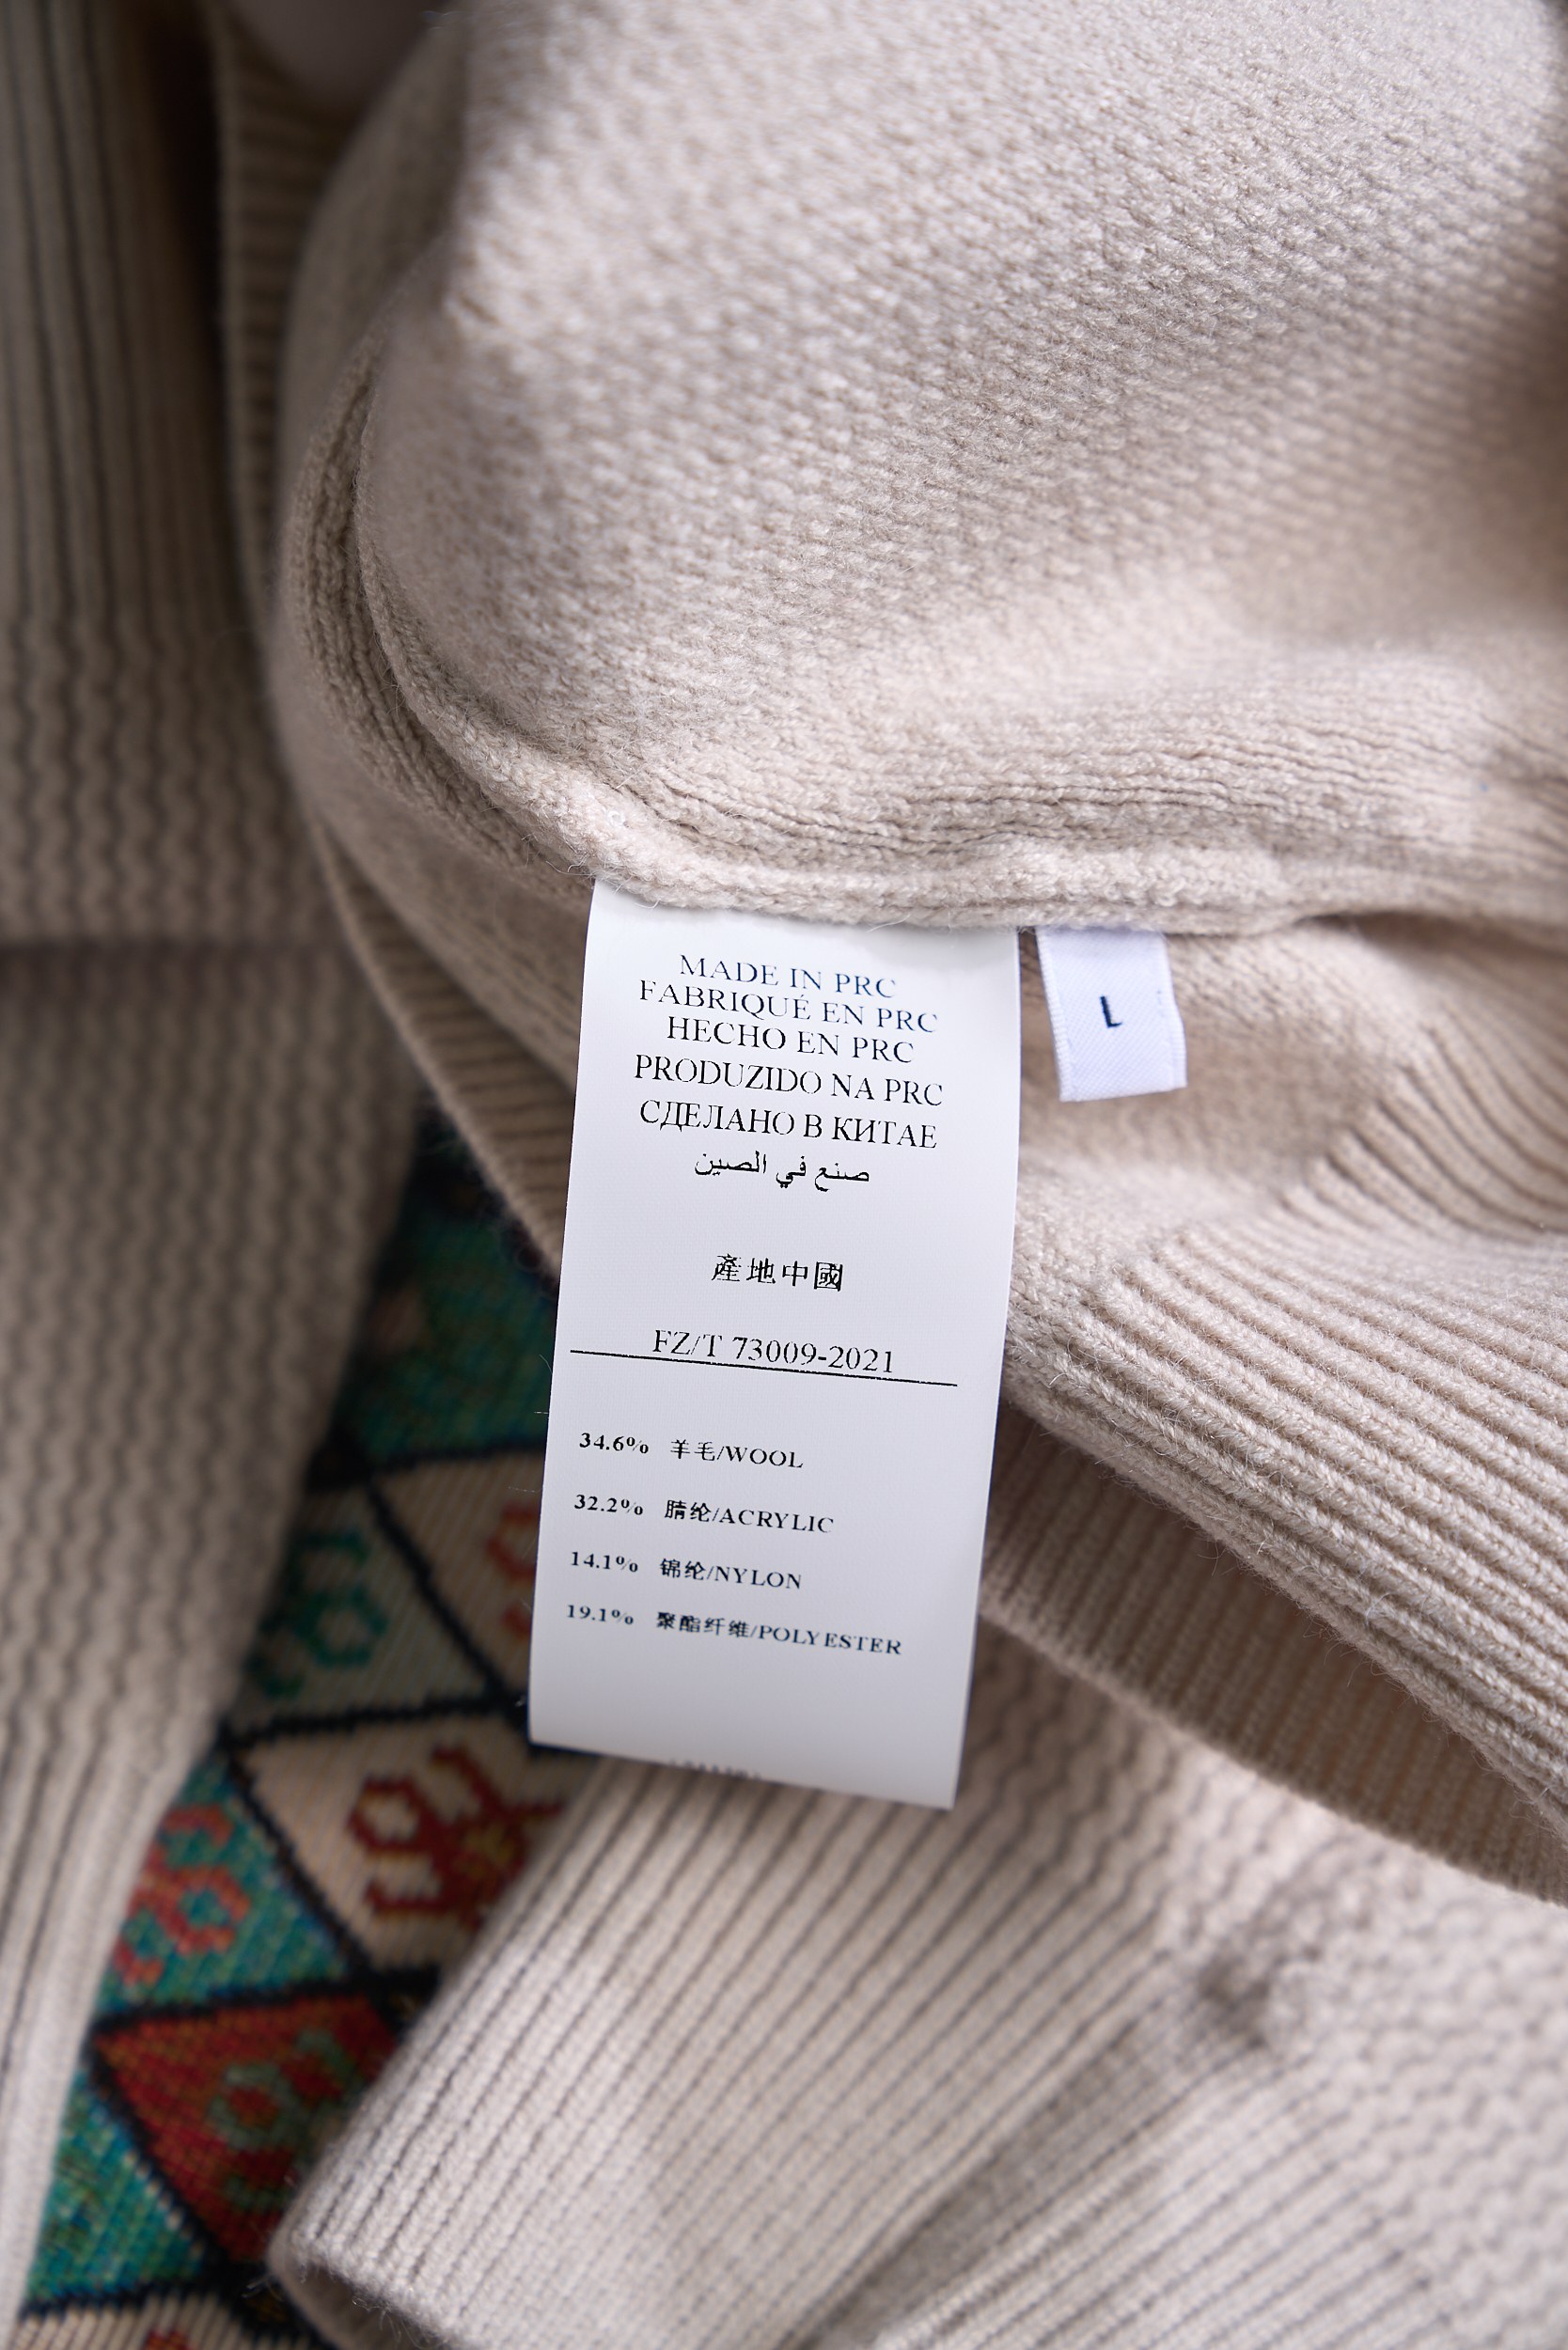 MADE IN PRC
FABRIQUÉ EN PRC
HECHO EN PRC
PRODUZIDO NA PRC
СДЕЛАНО В КИТАЕ
صنع في الصين
產地中國
FZ/T 73009-2021
34.6% 羊毛/WOOL
32.2% 腈纶/ACRYLIC
14.1% 锦纶/NYLON
19.1% 聚酯纤维/POLYESTER
L